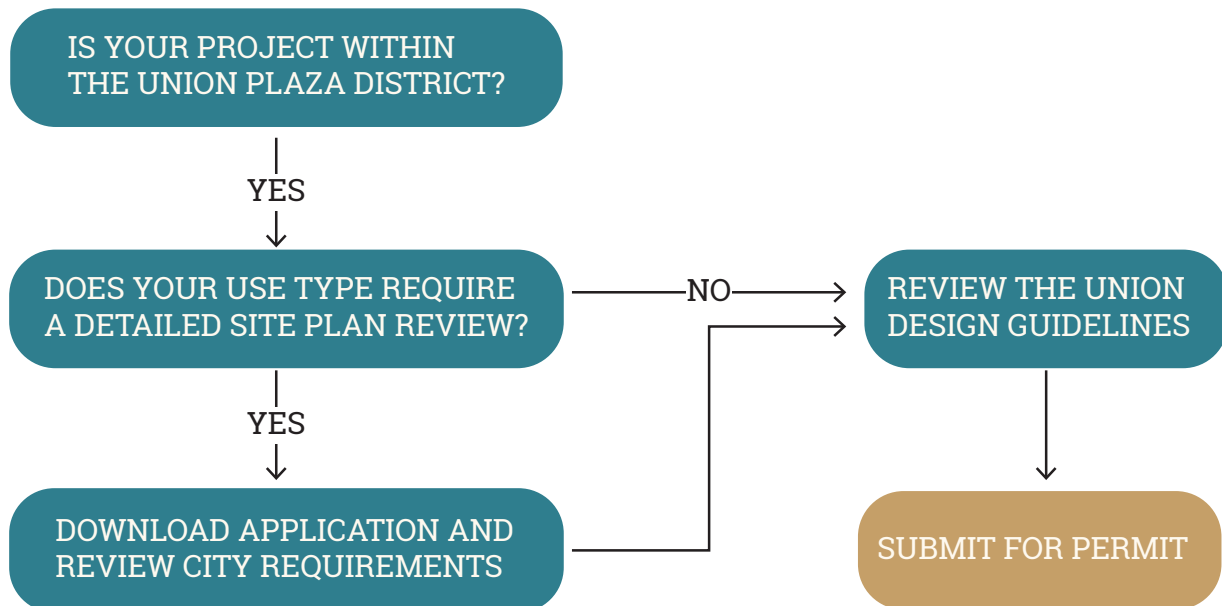 IS YOUR PROJECT WITHIN
THE UNION PLAZA DISTRICT?
YES
DOES YOUR USE TYPE REQUIRE
A DETAILED SITE PLAN REVIEW?
NO
REVIEW THE UNION
DESIGN GUIDELINES
YES
DOWNLOAD APPLICATION AND
REVIEW CITY REQUIREMENTS
SUBMIT FOR PERMIT